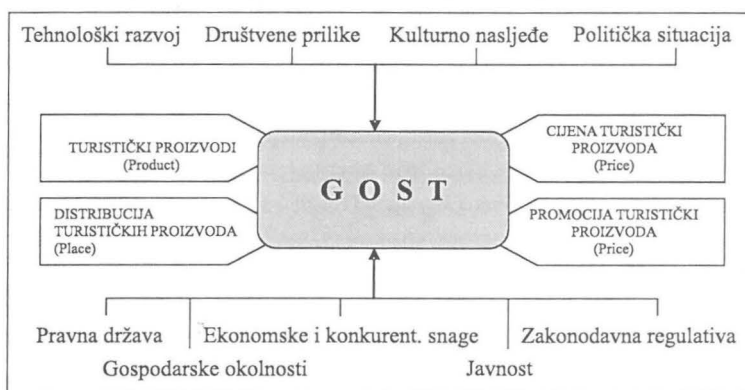 Tehnološki razvoj Društvene prilike Kulturno nasljeđe Politička situacija
TURISTIČKI PROIZVODI
(Product)
CIJENA TURISTIČKI
PROIZVODA
(Price)
G O S T
DISTRIBUCIJA
TURISTIČKIH PROIZVODA
(Place)
PROMOCIJA TURISTIČKI
PROIZVODA
(Price)
Pravna država Ekonomske i konkurent. snage Zakonodavna regulativa
Gospodarske okolnosti Javnost